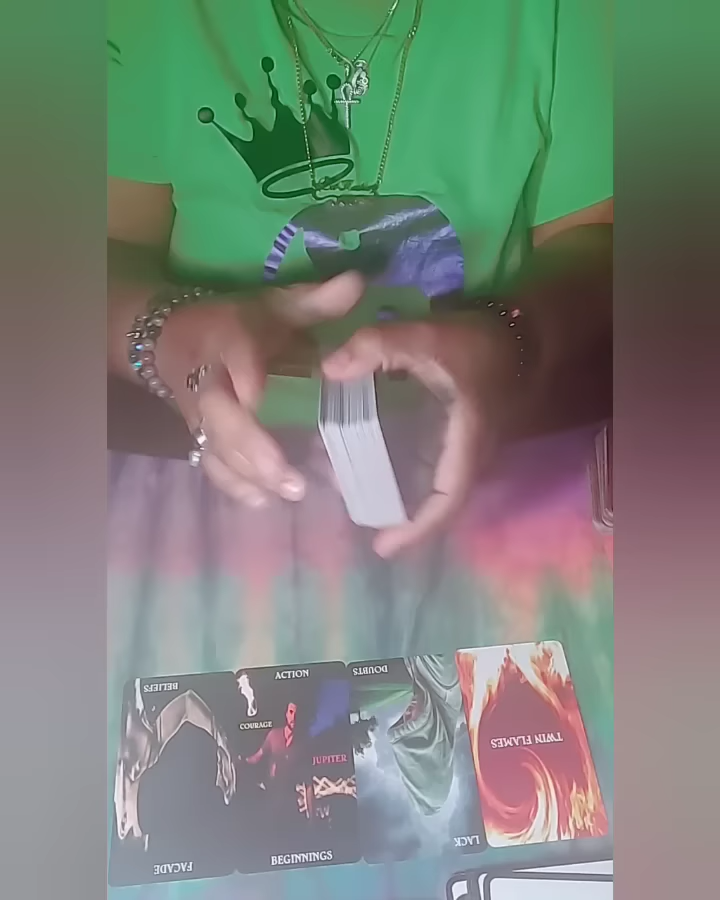 BELIEFS
FACADE
ACTION
COURAGE
JUPITER
BEGINNINGS
DOUBTS
LACK
TWIN FLAMES